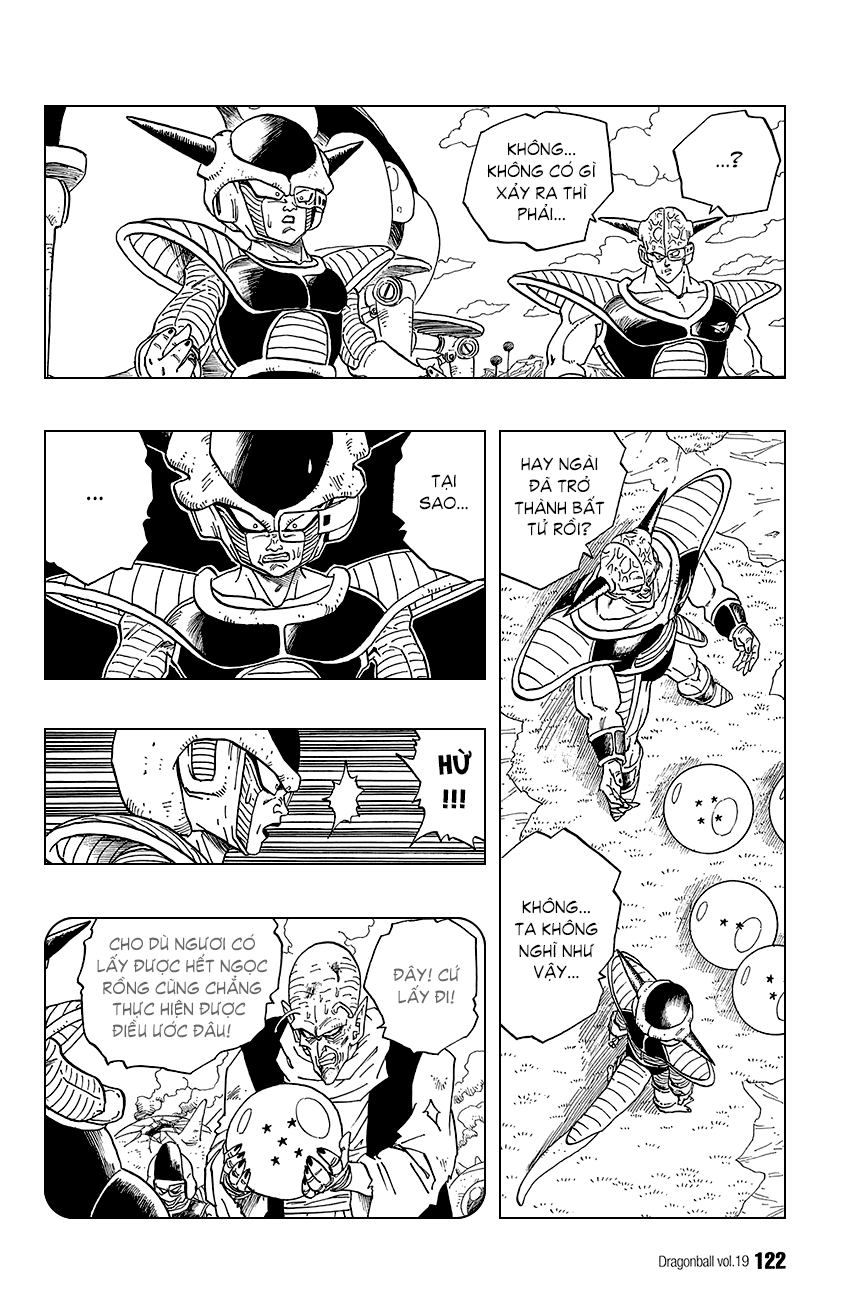 ...?
KHÔNG...
KHÔNG CÓ GÌ
XẢY RA THÌ
PHẢI...
HAY NGÀI
ĐÃ TRỞ
THÀNH BẤT
TỬ RỒI?
KHÔNG...
TA KHÔNG
NGHĨ NHƯ
VẬY...
TẠI
SAO...
...
HỪ
!!!
ĐÂY! CỨ
LẤY ĐI!
CHO DÙ NGƯƠI CÓ
LẤY ĐƯỢC HẾT NGỌC
RỒNG CŨNG CHẲNG
THỰC HIỆN ĐƯỢC
ĐIỀU ƯỚC ĐÂU!
Dragonball vol.19 122